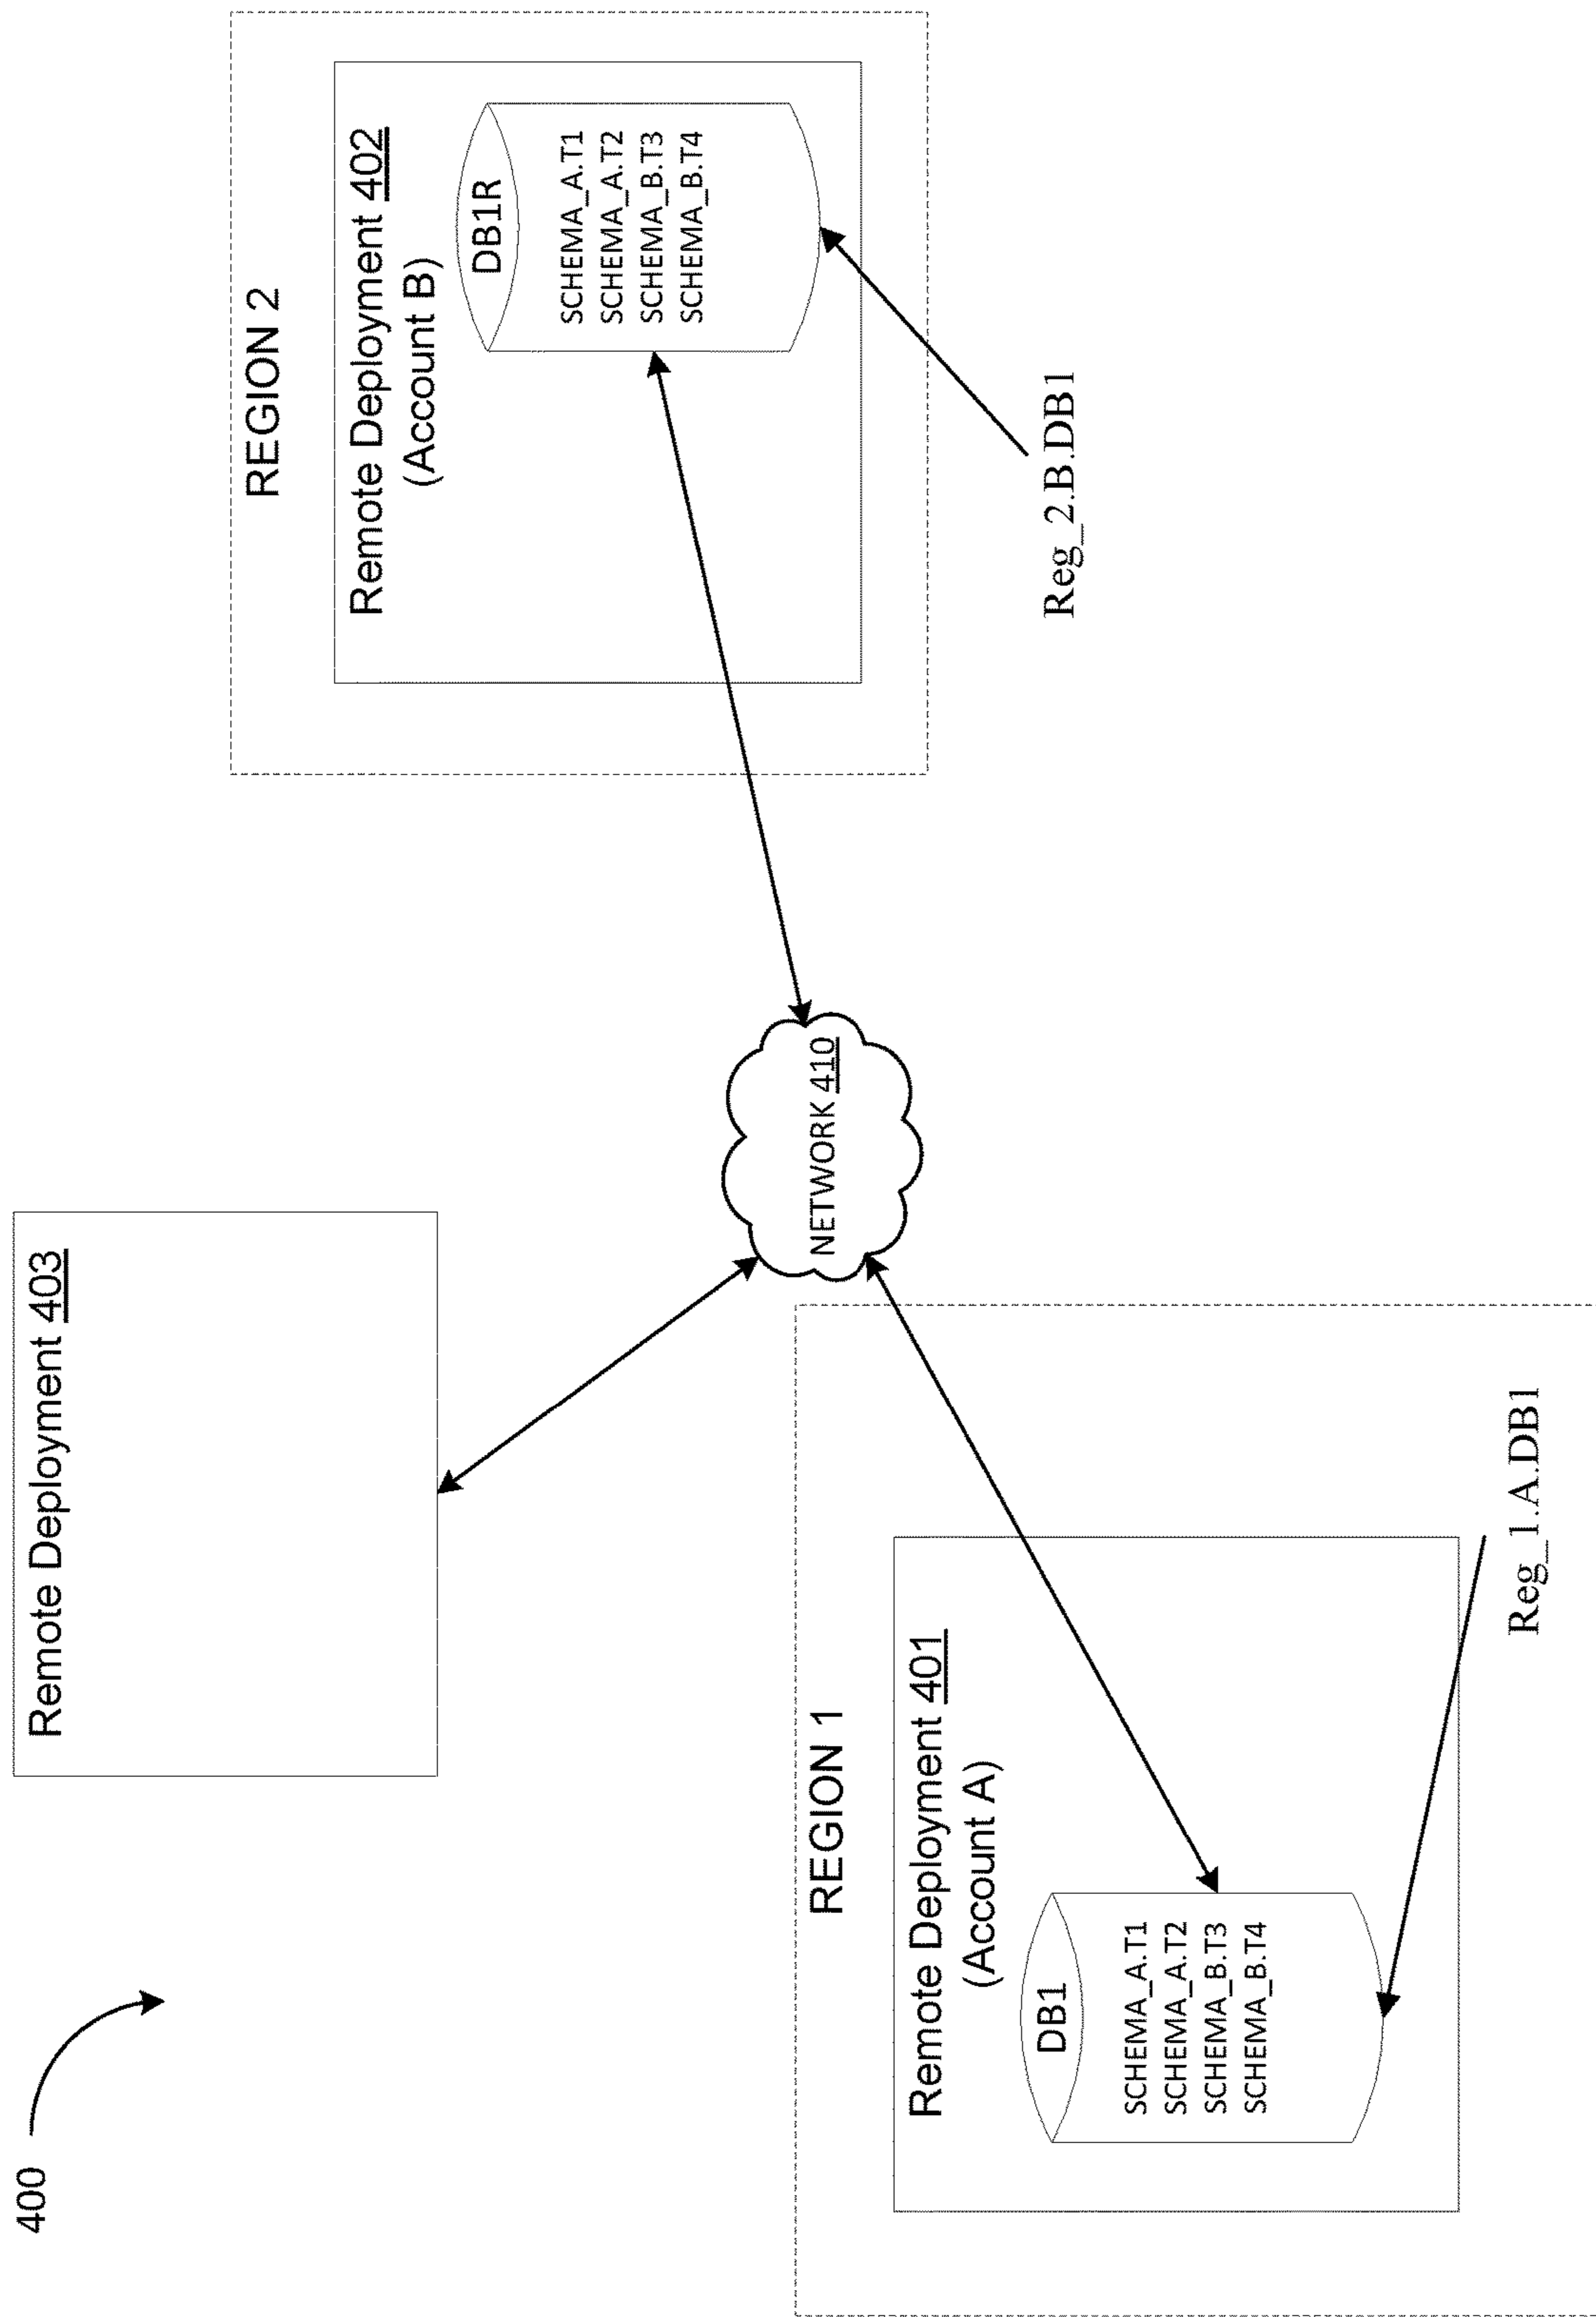 400
Remote Deployment 403
REGION 2
Remote Deployment 402
(Account B)
DB1R
SCHEMA_A.T1
SCHEMA_A.T2
SCHEMA_B.T3
SCHEMA_B.T4
Reg_2.B.DB1
NETWORK 410
REGION 1
Remote Deployment 401
(Account A)
DB1
SCHEMA_A.T1
SCHEMA_A.T2
SCHEMA_B.T3
SCHEMA_B.T4
Reg_1.A.DB1